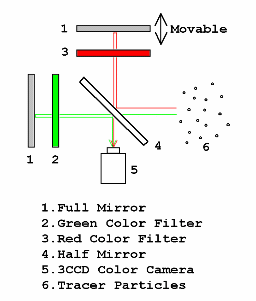 1 Movable
3
1 2 4 6
5
1.Full Mirror
2.Green Color Filter
3.Red Color Filter
4.Half Mirror
5.3CCD Color Camera
6.Tracer Particles